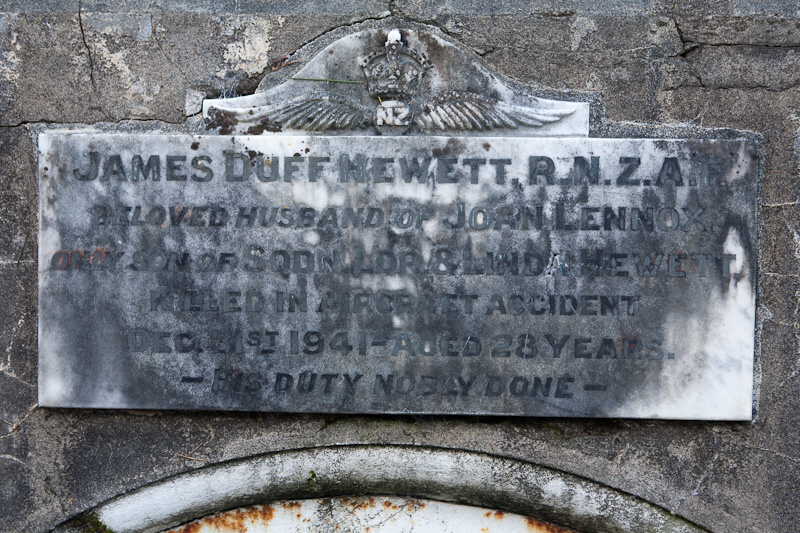 NZ
JAMES DUFF HEWETT. R.N.Z.A.F.
BELOVED HUSBAND OF JOAN LENNOX,
ONLY SON OF SQDN. LDR. & LINDA HEWETT.
KILLED IN AIRCRAFT ACCIDENT
DEC. 21ST 1941 - AGED 28 YEARS.
— HIS DUTY NOBLY DONE —